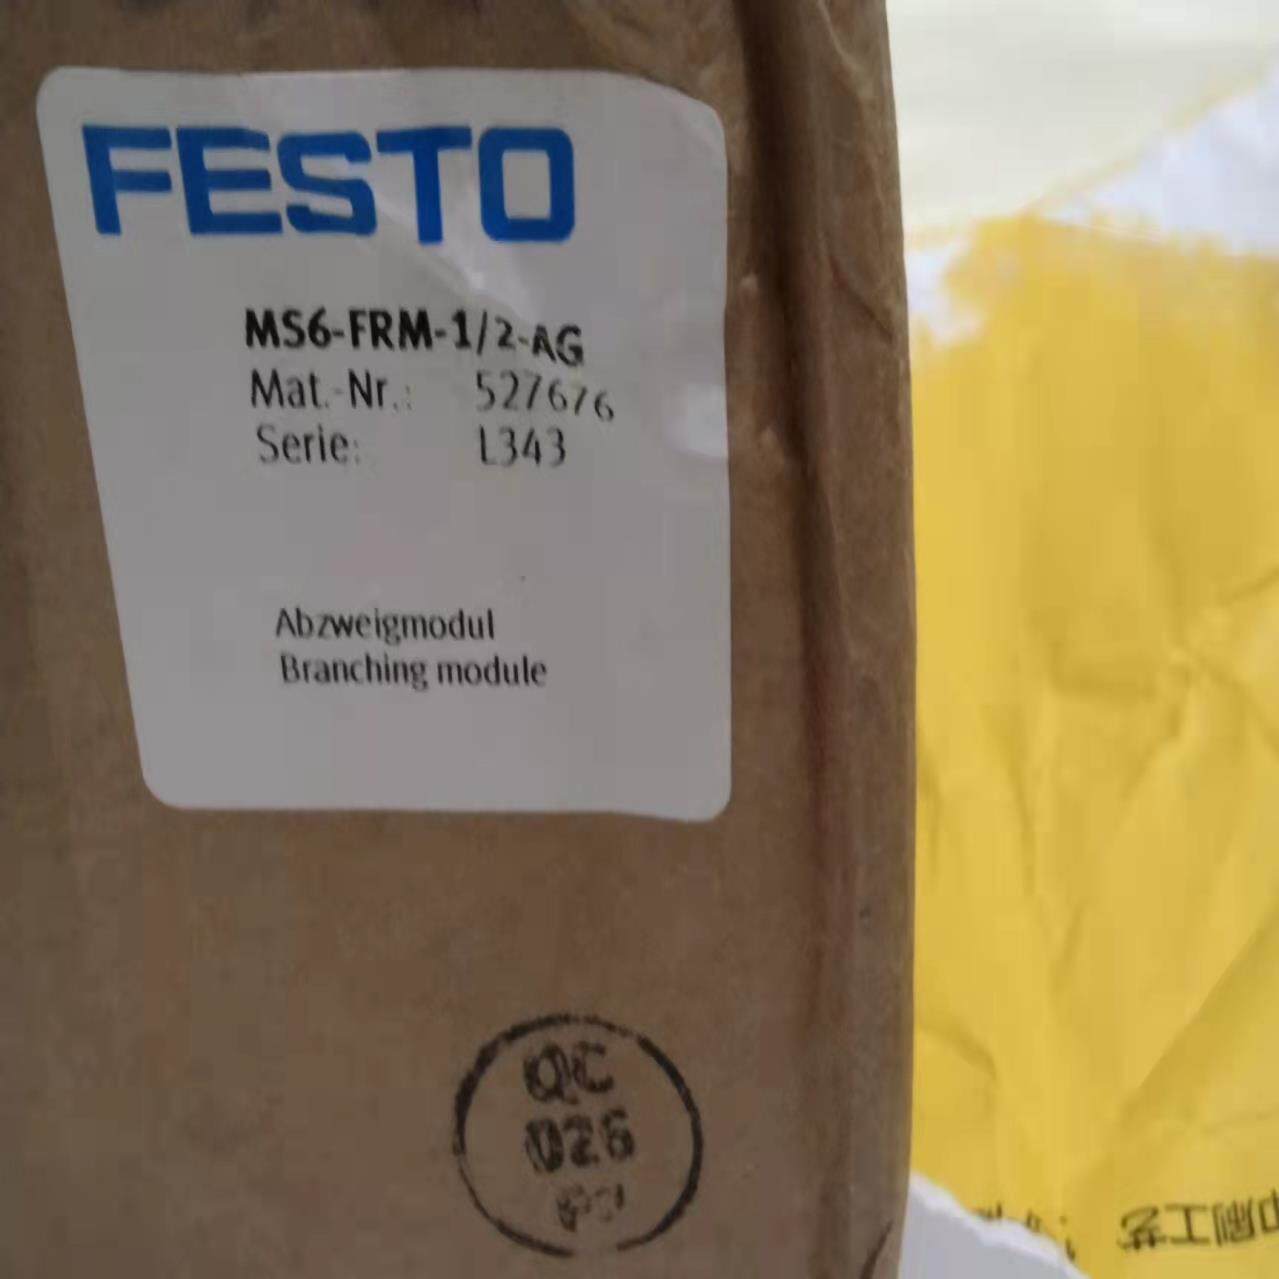 FESTO
MS6-FRM-1/2-AG
Mat.-Nr.: 527676
Serie: L343
Abzweigmodul
Branching module
QC
026